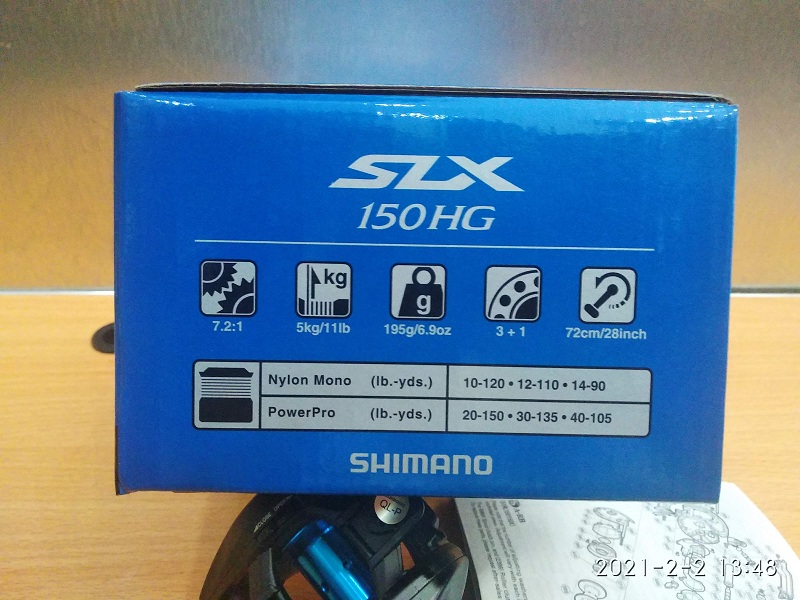 SLX
150HG
kg
g
7.2:1
5kg/11lb
195g/6.9oz
3 + 1
72cm/28inch
Nylon Mono (lb.-yds.) 10-120 • 12-110 • 14-90
PowerPro (lb.-yds.) 20-150 • 30-135 • 40-105
SHIMANO
QL-P
2021-2-2 13:48